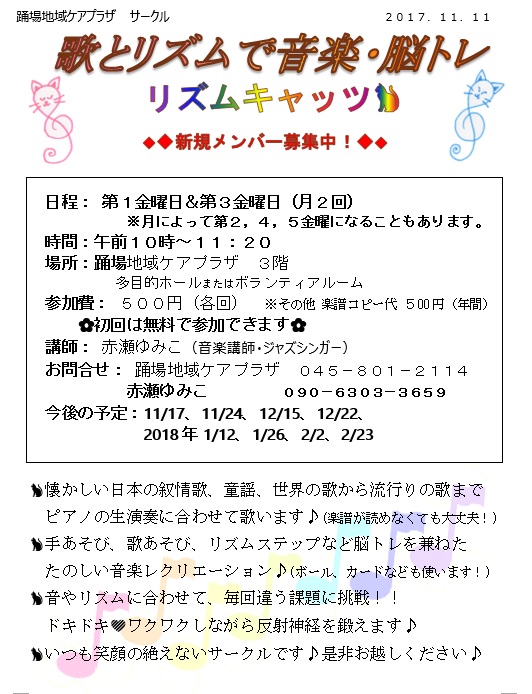 踊場地域ケアプラザ　サークル　２０１７．１１．１１
歌とリズムで音楽・脳トレ
リズムキャッツ
◆◆新規メンバー募集中！◆◆
日程： 第１金曜日＆第３金曜日（月２回）
※月によって第２，４，５金曜になることもあります。
時間：午前１０時～１１：２０
場所：踊場地域ケアプラザ　３階
多目的ホールまたはボランティアルーム
参加費： ５００円（各回）　※その他 楽譜コピー代 ５００円（年間）
✿初回は無料で参加できます✿
講師： 赤瀬ゆみこ（音楽講師・ジャズシンガー）
お問合せ： 踊場地域ケアプラザ　０４５－８０１－２１１４
赤瀬ゆみこ　０９０－６３０３－３６５９
今後の予定：11/17、11/24、12/15、12/22、
2018年 1/12、1/26、2/2、2/23
懐かしい日本の叙情歌、童謡、世界の歌から流行りの歌まで
ピアノの生演奏に合わせて歌います♪(楽譜が読めなくても大丈夫！)
手あそび、歌あそび、リズムステップなど脳トレを兼ねた
たのしい音楽レクリエーション♪(ボール、カードなども使います！)
音やリズムに合わせて、毎回違う課題に挑戦！！
ドキドキ♥ワクワクしながら反射神経を鍛えます♪
いつも笑顔の絶えないサークルです♪是非お越しください♪